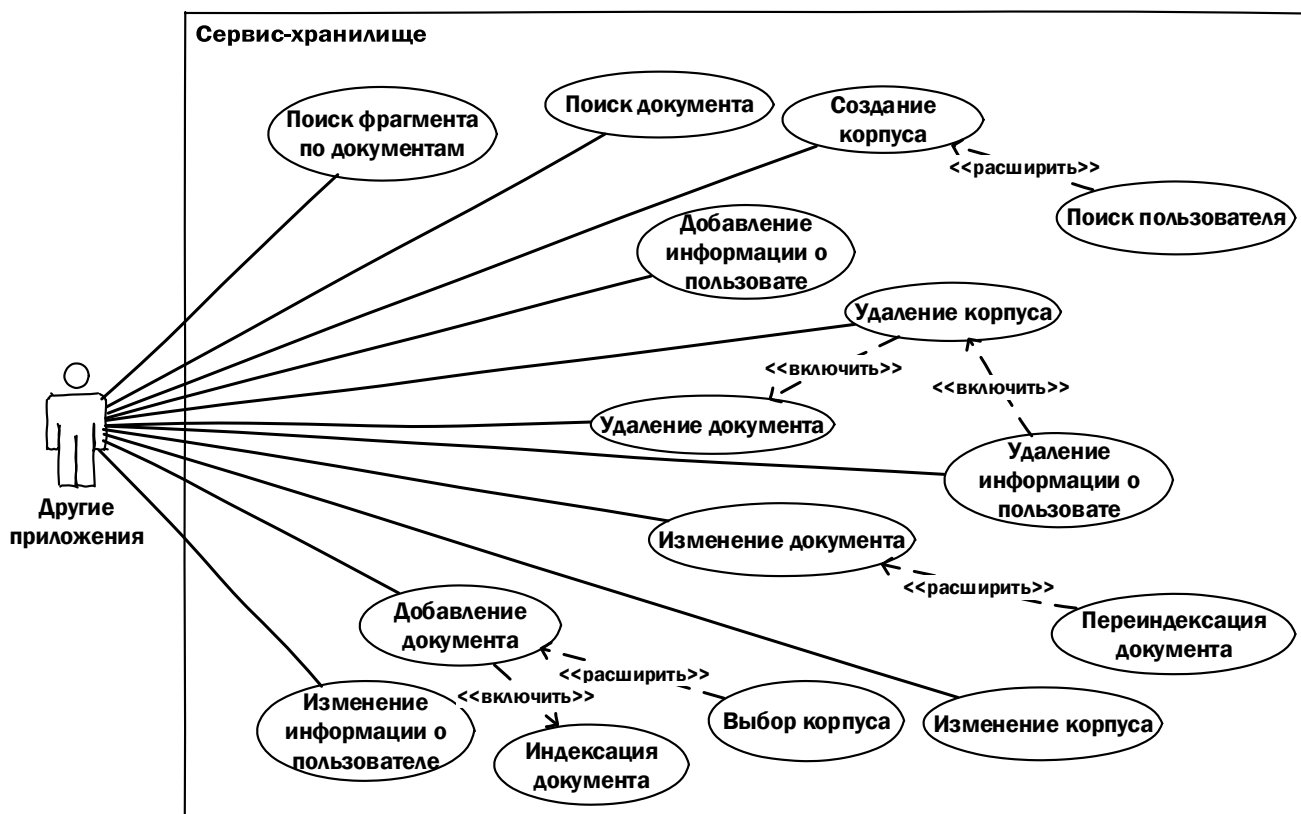 Сервис-хранилище
Поиск фрагмента
по документам
Поиск документа
Создание
корпуса
<<расширить>>
Поиск пользователя
Добавление
информации о
пользовате
Удаление корпуса
<<включить>>
<<включить>>
Удаление документа
Удаление
информации о
пользовате
Другие
приложения
Изменение документа
<<расширить>>
Переиндексация
документа
Добавление
документа
<<расширить>>
<<включить>>
Выбор корпуса
Изменение корпуса
Изменение
информации о
пользователе
Индексация
документа